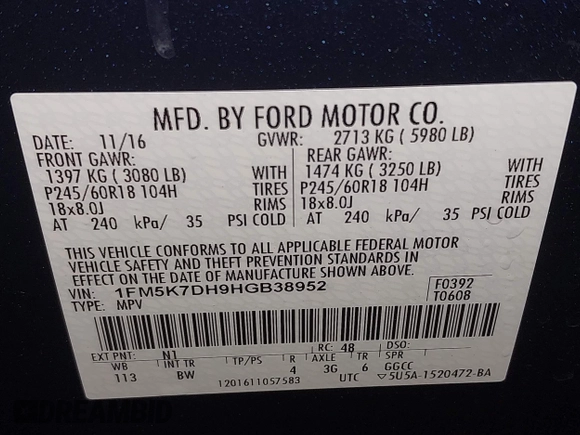 MFD. BY FORD MOTOR CO.
DATE: 11/16 GVWR: 2713 KG ( 5980 LB)
FRONT GAWR: REAR GAWR:
1397 KG ( 3080 LB) WITH 1474 KG ( 3250 LB) WITH
P245/60R18 104H TIRES P245/60R18 104H TIRES
18x8.0J RIMS 18x8.0J RIMS
AT 240 kPa/ 35 PSI COLD AT 240 kPa/ 35 PSI COLD
THIS VEHICLE CONFORMS TO ALL APPLICABLE FEDERAL MOTOR
VEHICLE SAFETY AND THEFT PREVENTION STANDARDS IN
EFFECT ON THE DATE OF MANUFACTURE SHOWN ABOVE.
VIN: 1FM5K7DH9HGB38952 F0392
TYPE: MPV T0608
EXT PNT: N1 RC: 48 DSO:
WB INT TR TP/PS R AXLE TR SPR
113 BW 4 3G 6 GGCC
1201611057583 UTC ▽5U5A-1520472-BA
DREAMBID